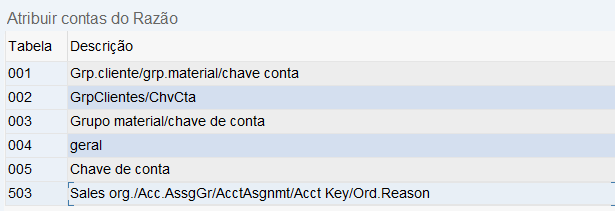 Atribuir contas do Razão
Tabela Descrição
001 Grp.cliente/grp.material/chave conta
002 GrpClientes/ChvCta
003 Grupo material/chave de conta
004 geral
005 Chave de conta
503 Sales org./Acc.AssgGr/AcctAsgnmt/Acct Key/Ord.Reason